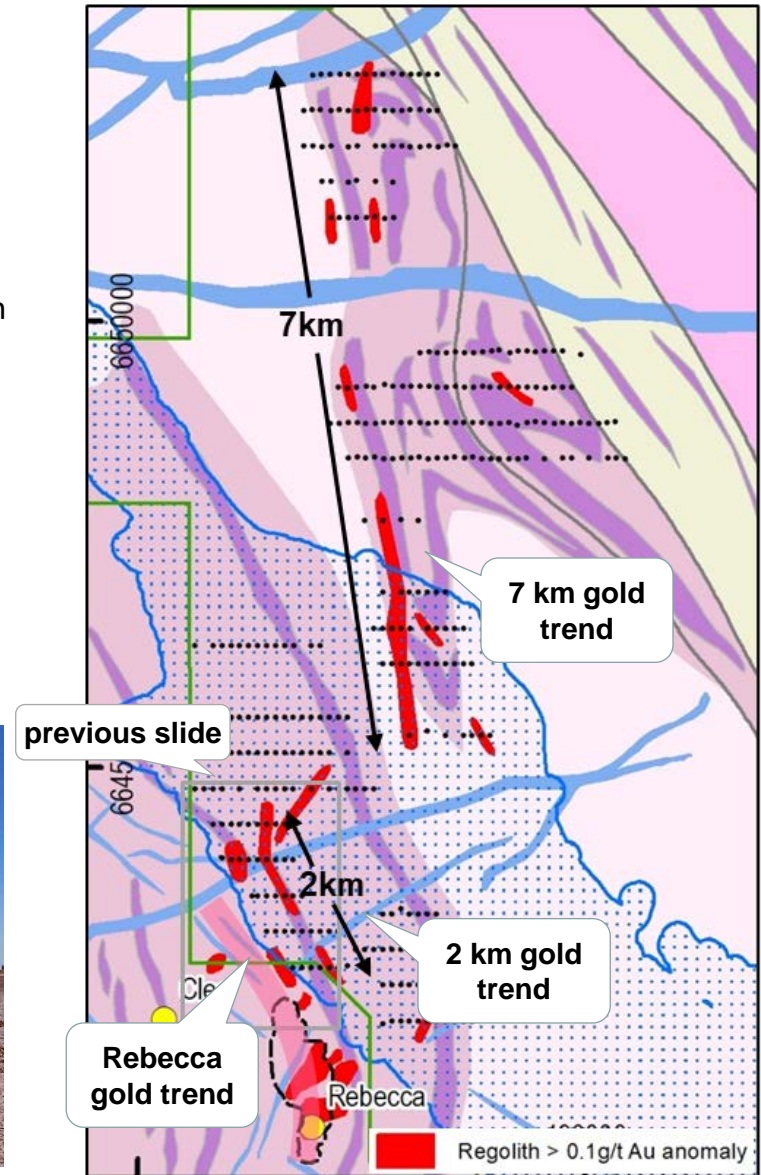 6650000
7km
7 km gold
trend
previous slide
6645
2km
2 km gold
trend
Cle
Rebecca
gold trend
Rebecca
Regolith > 0.1g/t Au anomaly